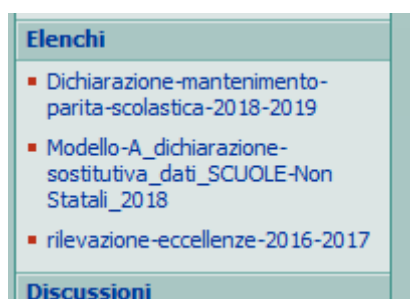 Elenchi
Dichiarazione-mantenimento-
parita-scolastica-2018-2019
Modello-A_dichiarazione-
sostitutiva_dati_SCUOLE-Non
Statali_2018
rilevazione-eccellenze-2016-2017
Discussioni